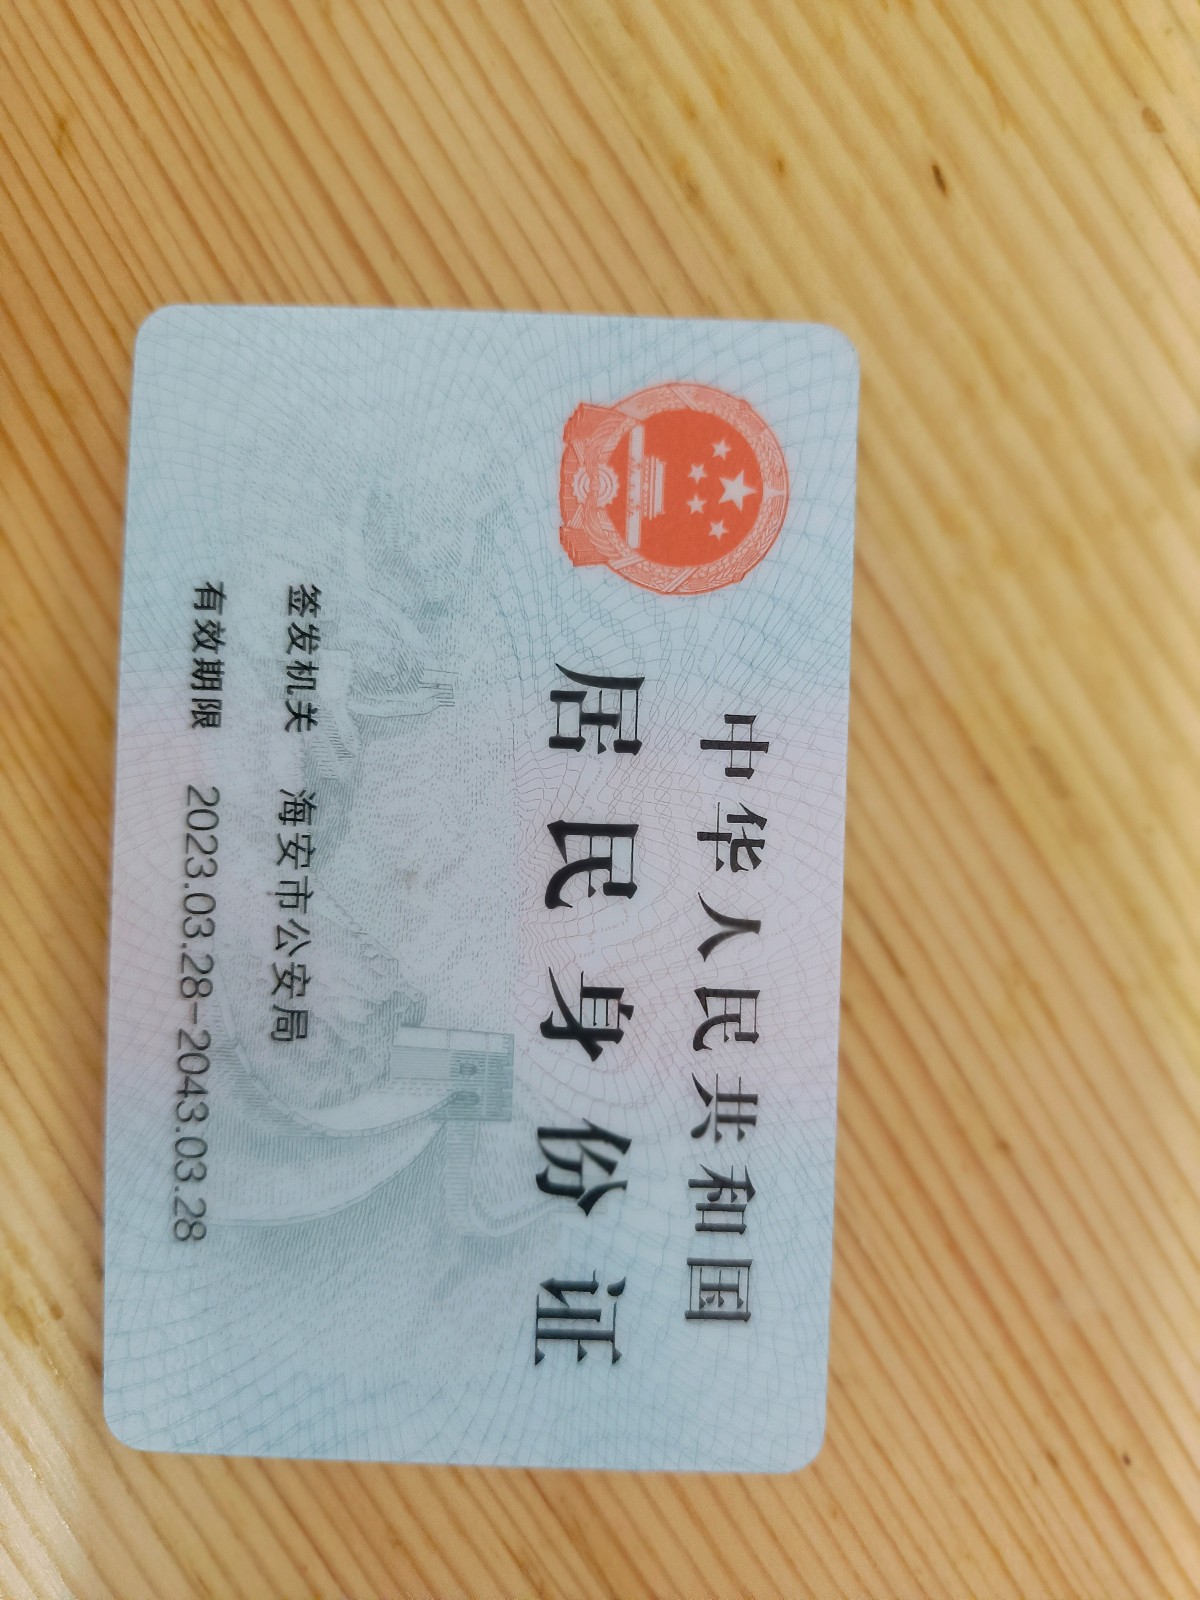 中华人民共和国
居民身份证
签发机关 海安市公安局
有效期限 2023.03.28-2043.03.28